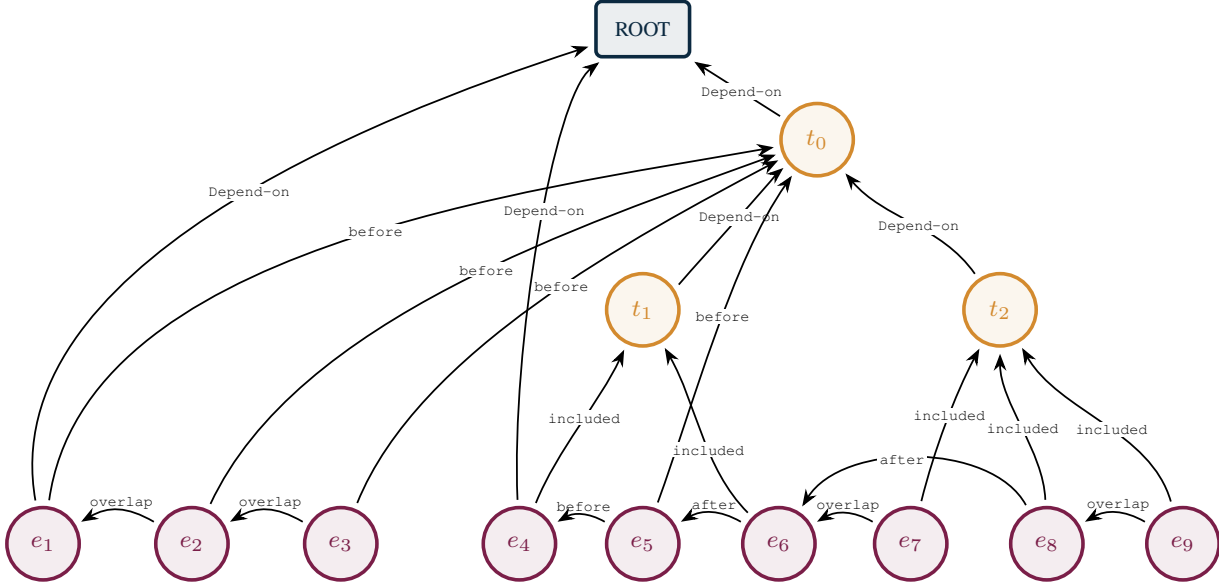 ROOT
Depend-on
t₀
Depend-on
Depend-on
Depend-on
Depend-on
before
before
before
t₁
t₂
before
included
included
included
included
included
after
overlap
overlap
before
after
overlap
overlap
e₁
e₂
e₃
e₄
e₅
e₆
e₇
e₈
e₉